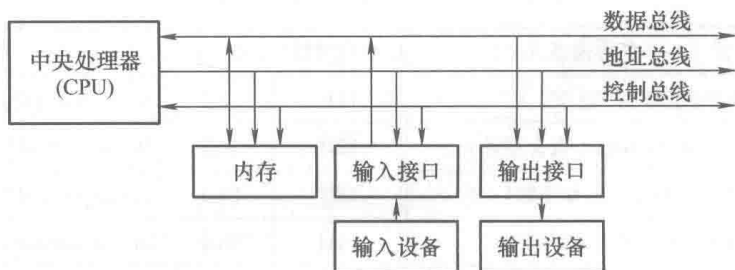 数据总线
中央处理器
(CPU)
地址总线
控制总线
内存
输入接口
输出接口
输入设备
输出设备